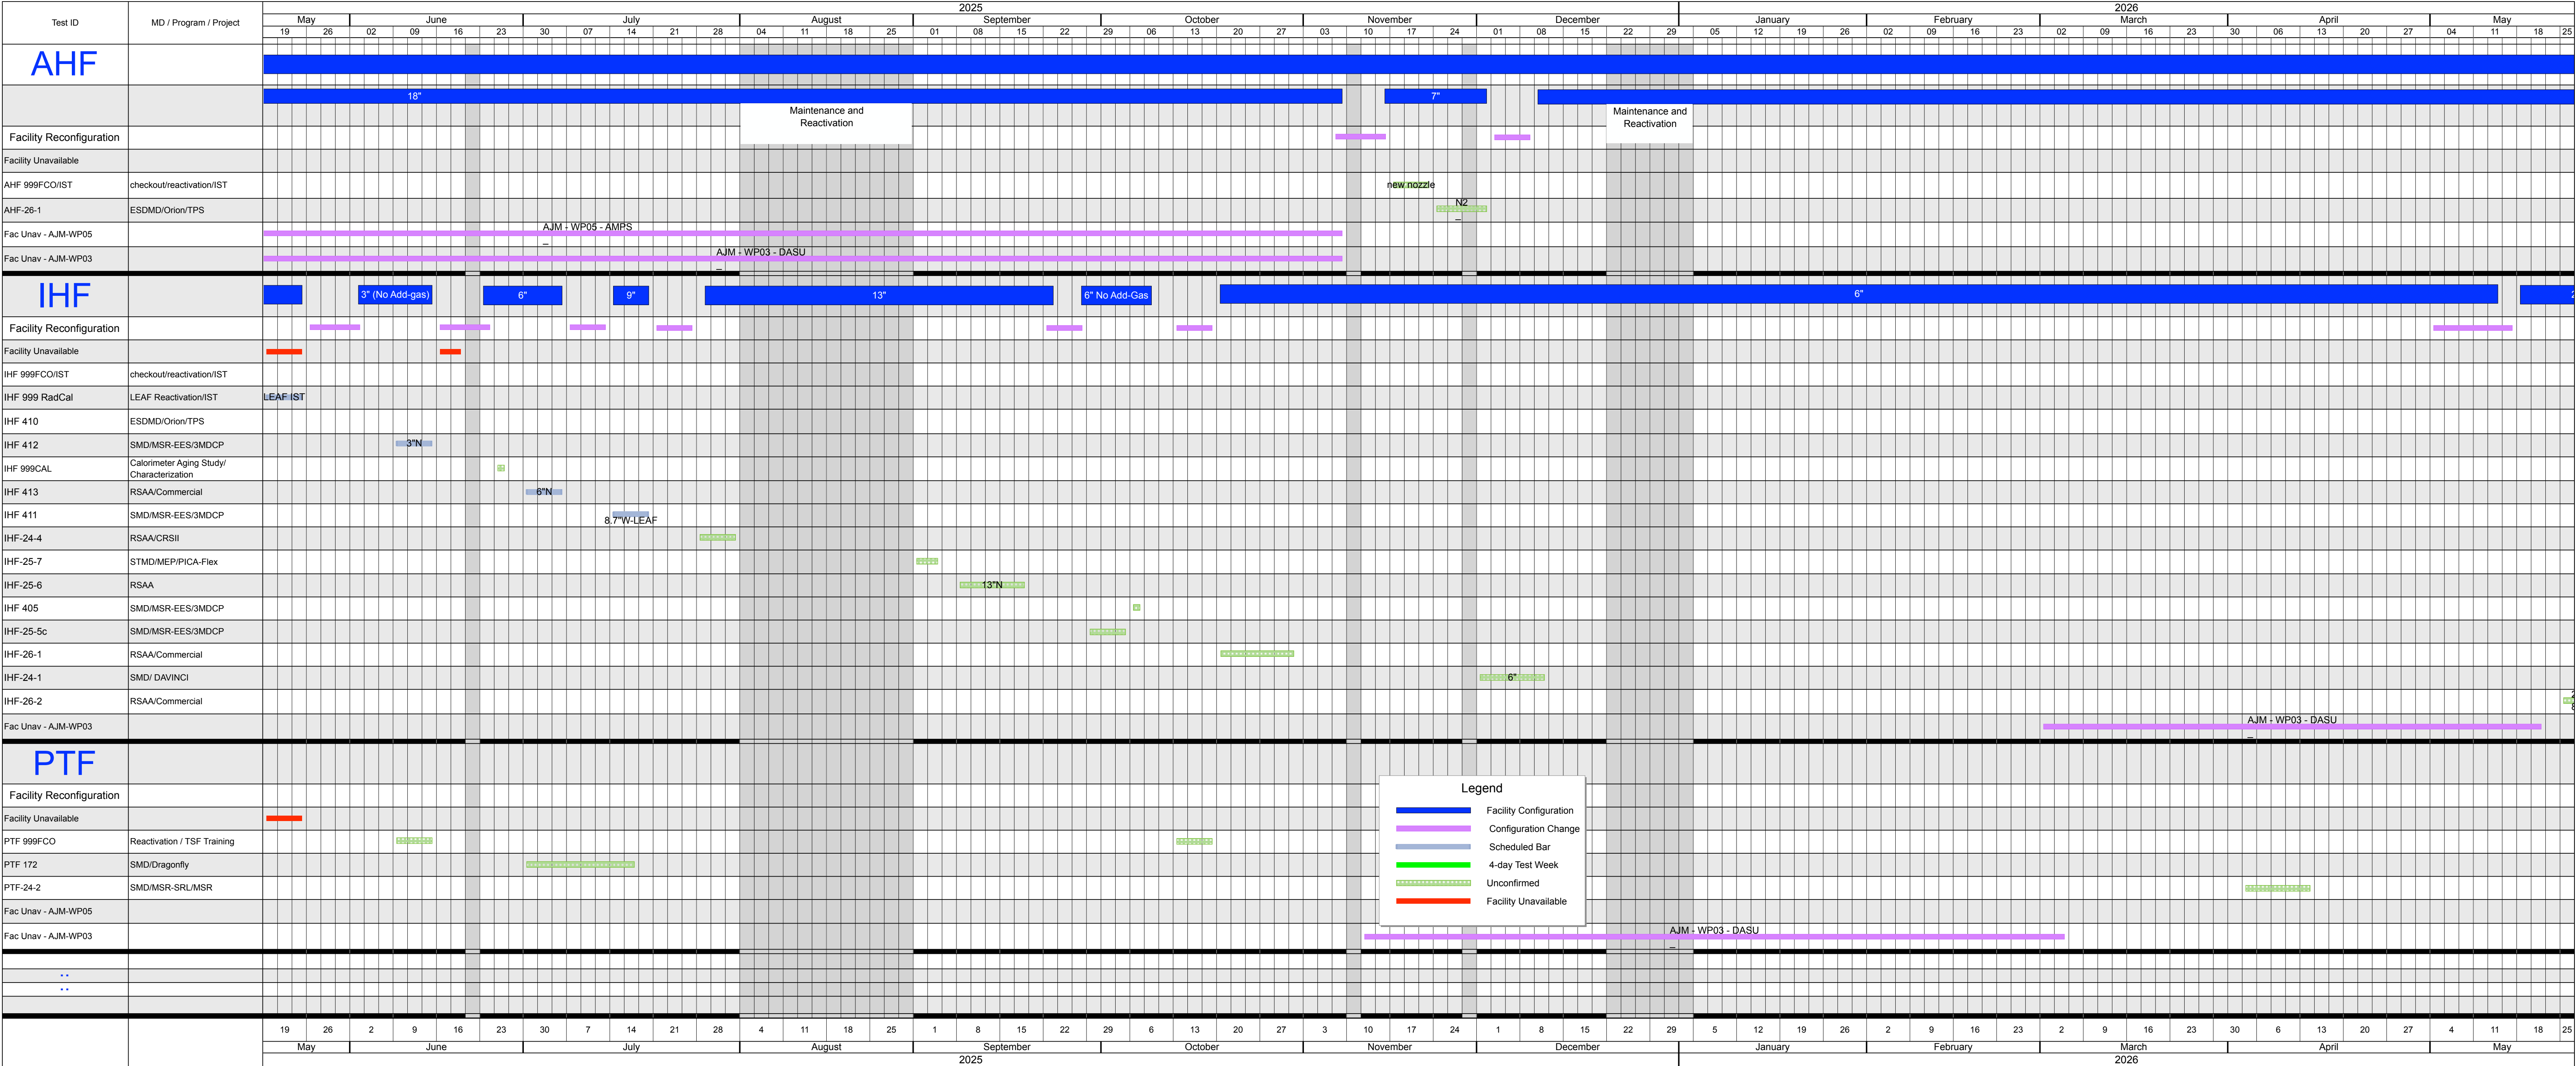 2025 2026
Test ID MD / Program / Project May June July August September October November December January February March April May
19 26 02 09 16 23 30 07 14 21 28 04 11 18 25 01 08 15 22 29 06 13 20 27 03 10 17 24 01 08 15 22 29 05 12 19 26 02 09 16 23 02 09 16 23 30 06 13 20 27 04 11 18 25
AHF
18" 7"
Maintenance and
Reactivation
Maintenance and
Reactivation
Facility Reconfiguration
Facility Unavailable
AHF 999FCO/IST checkout/reactivation/IST new nozzle
AHF-26-1 ESDMD/Orion/TPS N2
_
Fac Unav - AJM-WP05 AJM - WP05 - AMPS
_
Fac Unav - AJM-WP03 AJM - WP03 - DASU
_
IHF 3" (No Add-gas) 6" 9" 13" 6" No Add-Gas 6" 2
Facility Reconfiguration
Facility Unavailable
IHF 999FCO/IST checkout/reactivation/IST
IHF 999 RadCal LEAF Reactivation/IST LEAF IST
IHF 410 ESDMD/Orion/TPS
IHF 412 SMD/MSR-EES/3MDCP 3"N
IHF 999CAL Calorimeter Aging Study/
Characterization
IHF 413 RSAA/Commercial 6"N
IHF 411 SMD/MSR-EES/3MDCP 8.7"W-LEAF
IHF-24-4 RSAA/CRSII
IHF-25-7 STMD/MEP/PICA-Flex
IHF-25-6 RSAA 13"N
IHF 405 SMD/MSR-EES/3MDCP
IHF-25-5c SMD/MSR-EES/3MDCP
IHF-26-1 RSAA/Commercial
IHF-24-1 SMD/ DAVINCI 6"
IHF-26-2 RSAA/Commercial
Fac Unav - AJM-WP03 AJM - WP03 - DASU
_
PTF
Facility Reconfiguration
Facility Unavailable
PTF 999FCO Reactivation / TSF Training
PTF 172 SMD/Dragonfly
PTF-24-2 SMD/MSR-SRL/MSR
Fac Unav - AJM-WP05
Fac Unav - AJM-WP03 AJM - WP03 - DASU
_
Legend
Facility Configuration
Configuration Change
Scheduled Bar
4-day Test Week
Unconfirmed
Facility Unavailable
19 26 2 9 16 23 30 7 14 21 28 4 11 18 25 1 8 15 22 29 6 13 20 27 3 10 17 24 1 8 15 22 29 5 12 19 26 2 9 16 23 2 9 16 23 30 6 13 20 27 4 11 18 25
May June July August September October November December January February March April May
2025 2026